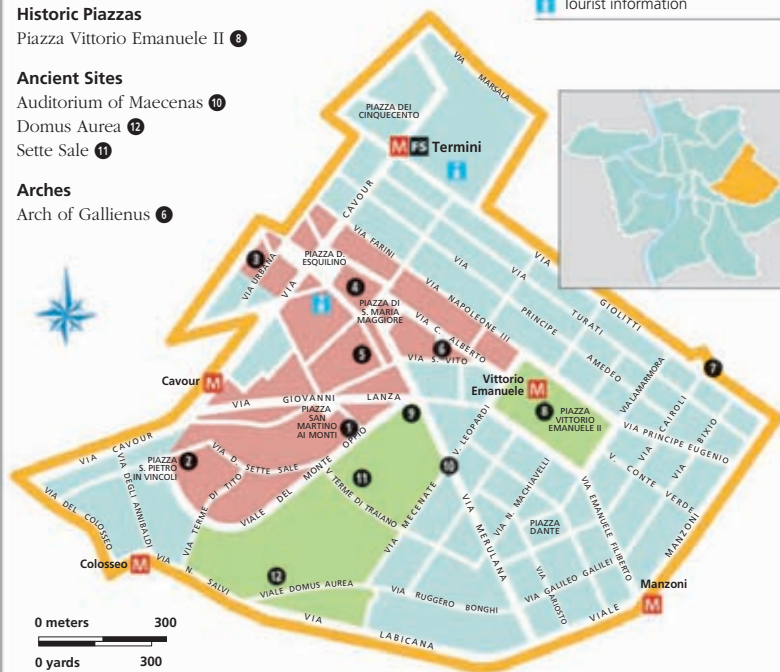 Historic Piazzas
Piazza Vittorio Emanuele II 8
Ancient Sites
Auditorium of Maecenas 10
Domus Aurea 12
Sette Sale 11
Arches
Arch of Gallienus 6
Tourist information
VIA MARSALA
PIAZZA DEI
CINQUECENTO
M FS Termini
CAVOUR
VIA FARINI
3
PIAZZA D.
ESQUILINO
VIA URBANA
VIA
4
PIAZZA DI
S. MARIA
MAGGIORE
VIA NAPOLEONE III
VIA
VIA
VIA
GIOLITTI
PRINCIPE
TURATI
AMEDEO
VIA C. ALBERTO
6
VIA S. VITO
5
7
Cavour M
VIA GIOVANNI LANZA
Vittorio
Emanuele M
VIA LAMARMORA
8 PIAZZA
VITTORIO
EMANUELE II
VIA CAIROLI
VIA BIXIO
VIA PRINCIPE EUGENIO
PIAZZA
SAN
MARTINO
AI MONTI
1
9
V. LEOPARDI
VIA CAVOUR
PIAZZA
S. PIETRO
IN VINCOLI
2
VIA D. SETTE SALE
VIALE DEL MONTE OPPIO
10
11
V. TERME DI TRAIANO
VIA MECENATE
VIA MERULANA
VIA N. MACHIAVELLI
V. CONTE VERDE
MANZONI
VIA DEL COLOSSEO
VIA DEGLI ANNIBALDI
VIA TERME DI TITO
PIAZZA
DANTE
VIA EMANUELE FILIBERTO
Colosseo M
VIA N. SALVI
12
VIALE DOMUS AUREA
VIA RUGGERO BONGHI
VIA ARIOSTO
VIA GALILEO GALILEI
Manzoni
M
VIALE
VIA LABICANA
0 meters 300
0 yards 300